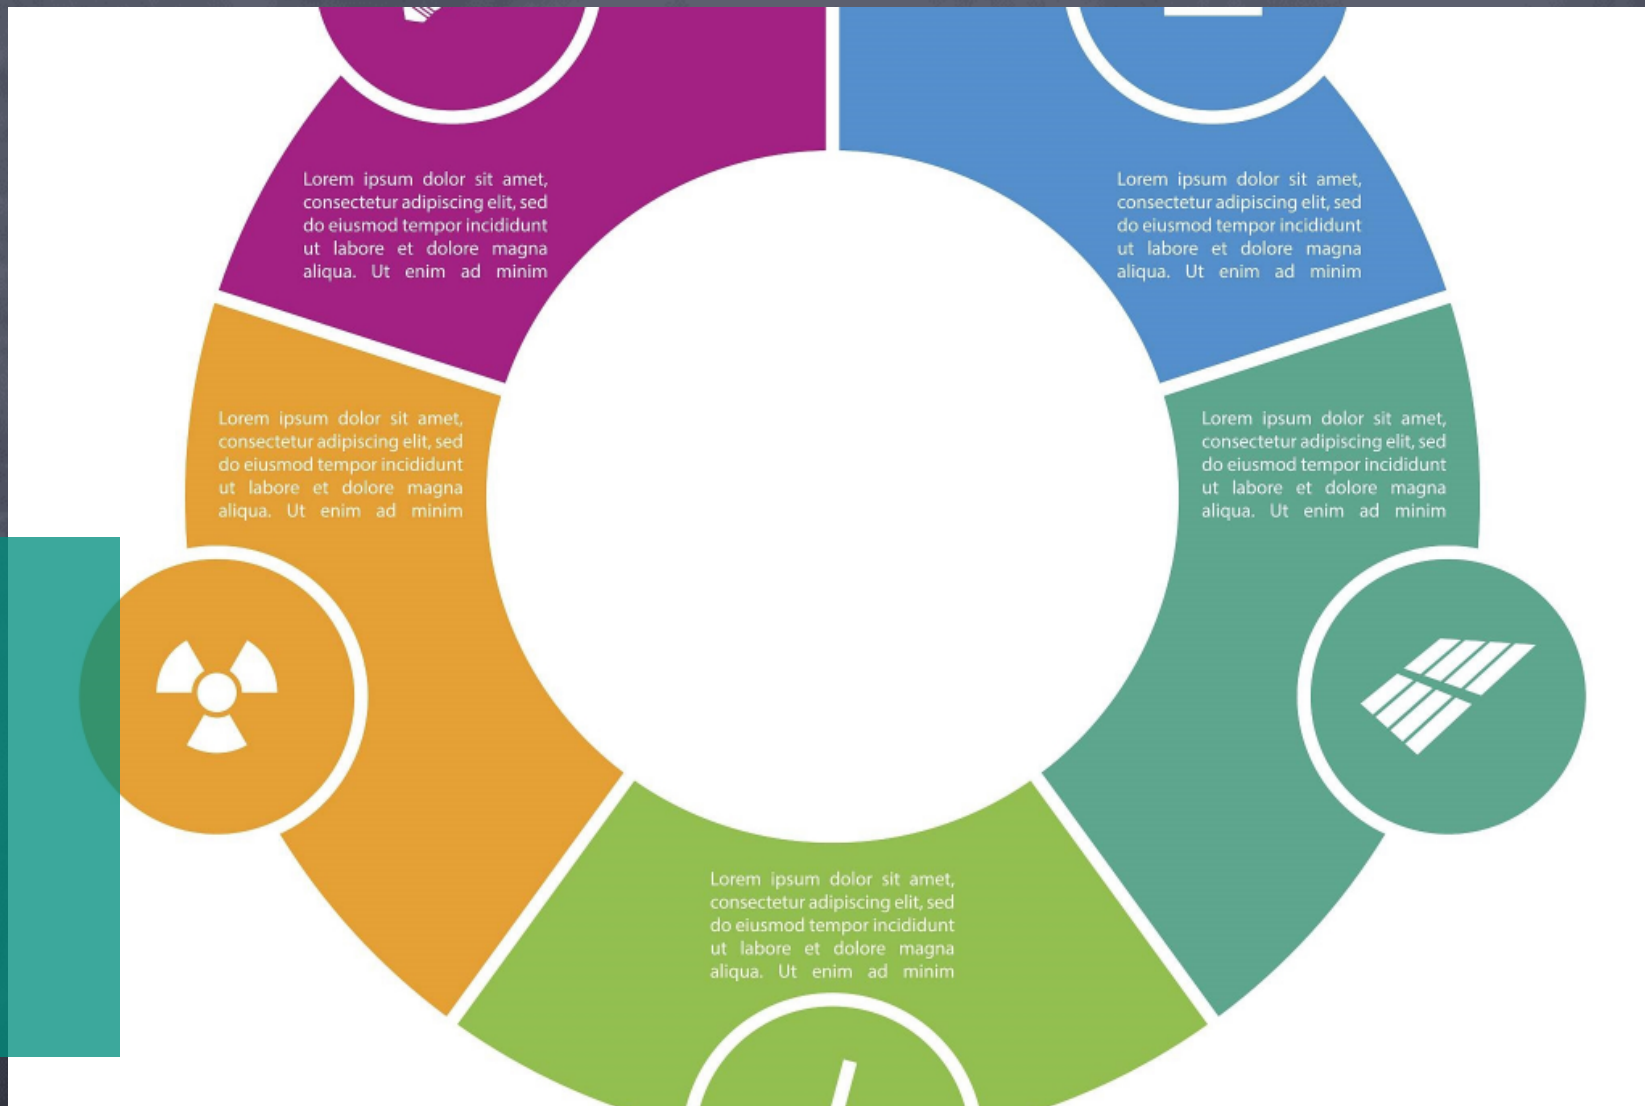 Lorem ipsum dolor sit amet,
consectetur adipiscing elit, sed
do eiusmod tempor incididunt
ut labore et dolore magna
aliqua. Ut enim ad minim
Lorem ipsum dolor sit amet,
consectetur adipiscing elit, sed
do eiusmod tempor incididunt
ut labore et dolore magna
aliqua. Ut enim ad minim
Lorem ipsum dolor sit amet,
consectetur adipiscing elit, sed
do eiusmod tempor incididunt
ut labore et dolore magna
aliqua. Ut enim ad minim
Lorem ipsum dolor sit amet,
consectetur adipiscing elit, sed
do eiusmod tempor incididunt
ut labore et dolore magna
aliqua. Ut enim ad minim
Lorem ipsum dolor sit amet,
consectetur adipiscing elit, sed
do eiusmod tempor incididunt
ut labore et dolore magna
aliqua. Ut enim ad minim